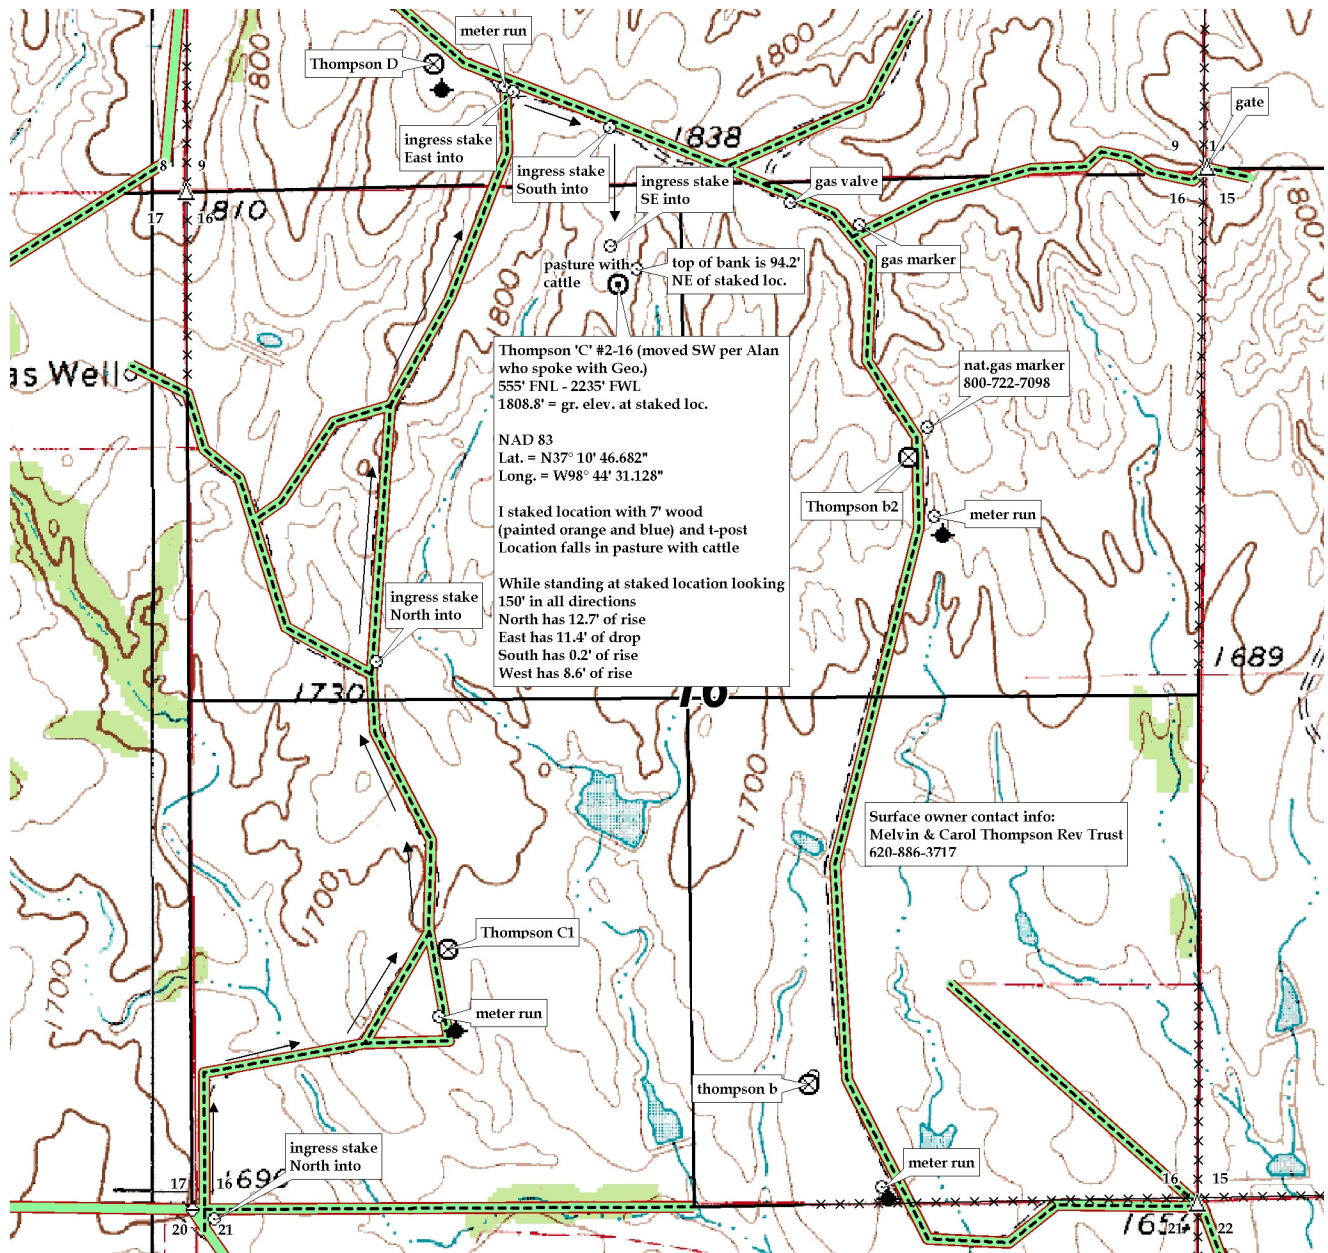 meter run
Thompson D
1800
1800
gate
ingress stake
East into
1838
8
9
9
ingress stake
South into
ingress stake
SE into
gas valve
17
16
1810
16
15
1800
gas marker
pasture with
cattle
top of bank is 94.2'
NE of staked loc.
1800
Thompson 'C' #2-16 (moved SW per Alan
who spoke with Geo.)
555' FNL - 2235' FWL
1808.8' = gr. elev. at staked loc.
NAD 83
Lat. = N37° 10' 46.682"
Long. = W98° 44' 31.128"
I staked location with 7' wood
(painted orange and blue) and t-post
Location falls in pasture with cattle
While standing at staked location looking
150' in all directions
North has 12.7' of rise
East has 11.4' of drop
South has 0.2' of rise
West has 8.6' of rise
as Well
nat.gas marker
800-722-7098
Thompson b2
meter run
ingress stake
North into
1689
1730
16
1700
Surface owner contact info:
Melvin & Carol Thompson Rev Trust
620-886-3717
1700
Thompson C1
1700
meter run
thompson b
ingress stake
North into
meter run
17
16
16
15
20
21
21
22